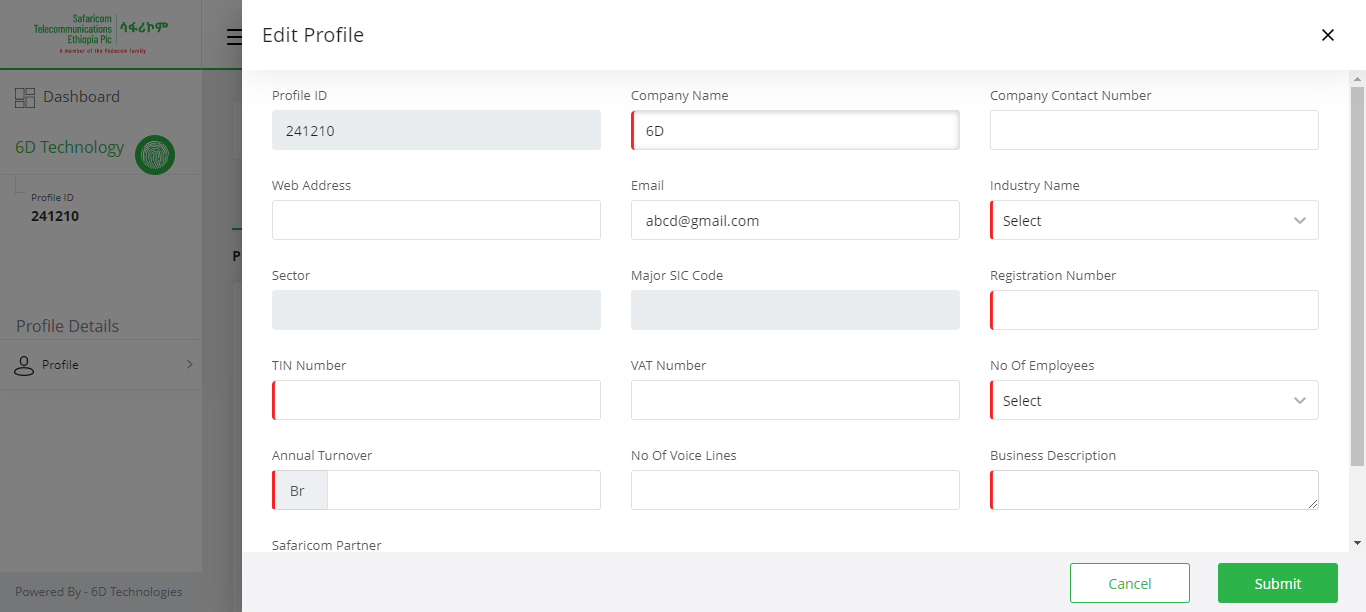 Safaricom
Telecommunications
Ethiopia Plc
ሳፋሪኮም
A member of the Vodacom family
Edit Profile
Dashboard
6D Technology
Profile ID
241210
Profile Details
Profile
Powered By - 6D Technologies
P
Profile ID
Company Name
Company Contact Number
241210
6D
Web Address
Email
Industry Name
abcd@gmail.com
Select
Sector
Major SIC Code
Registration Number
TIN Number
VAT Number
No Of Employees
Select
Annual Turnover
No Of Voice Lines
Business Description
Br
Safaricom Partner
Cancel
Submit